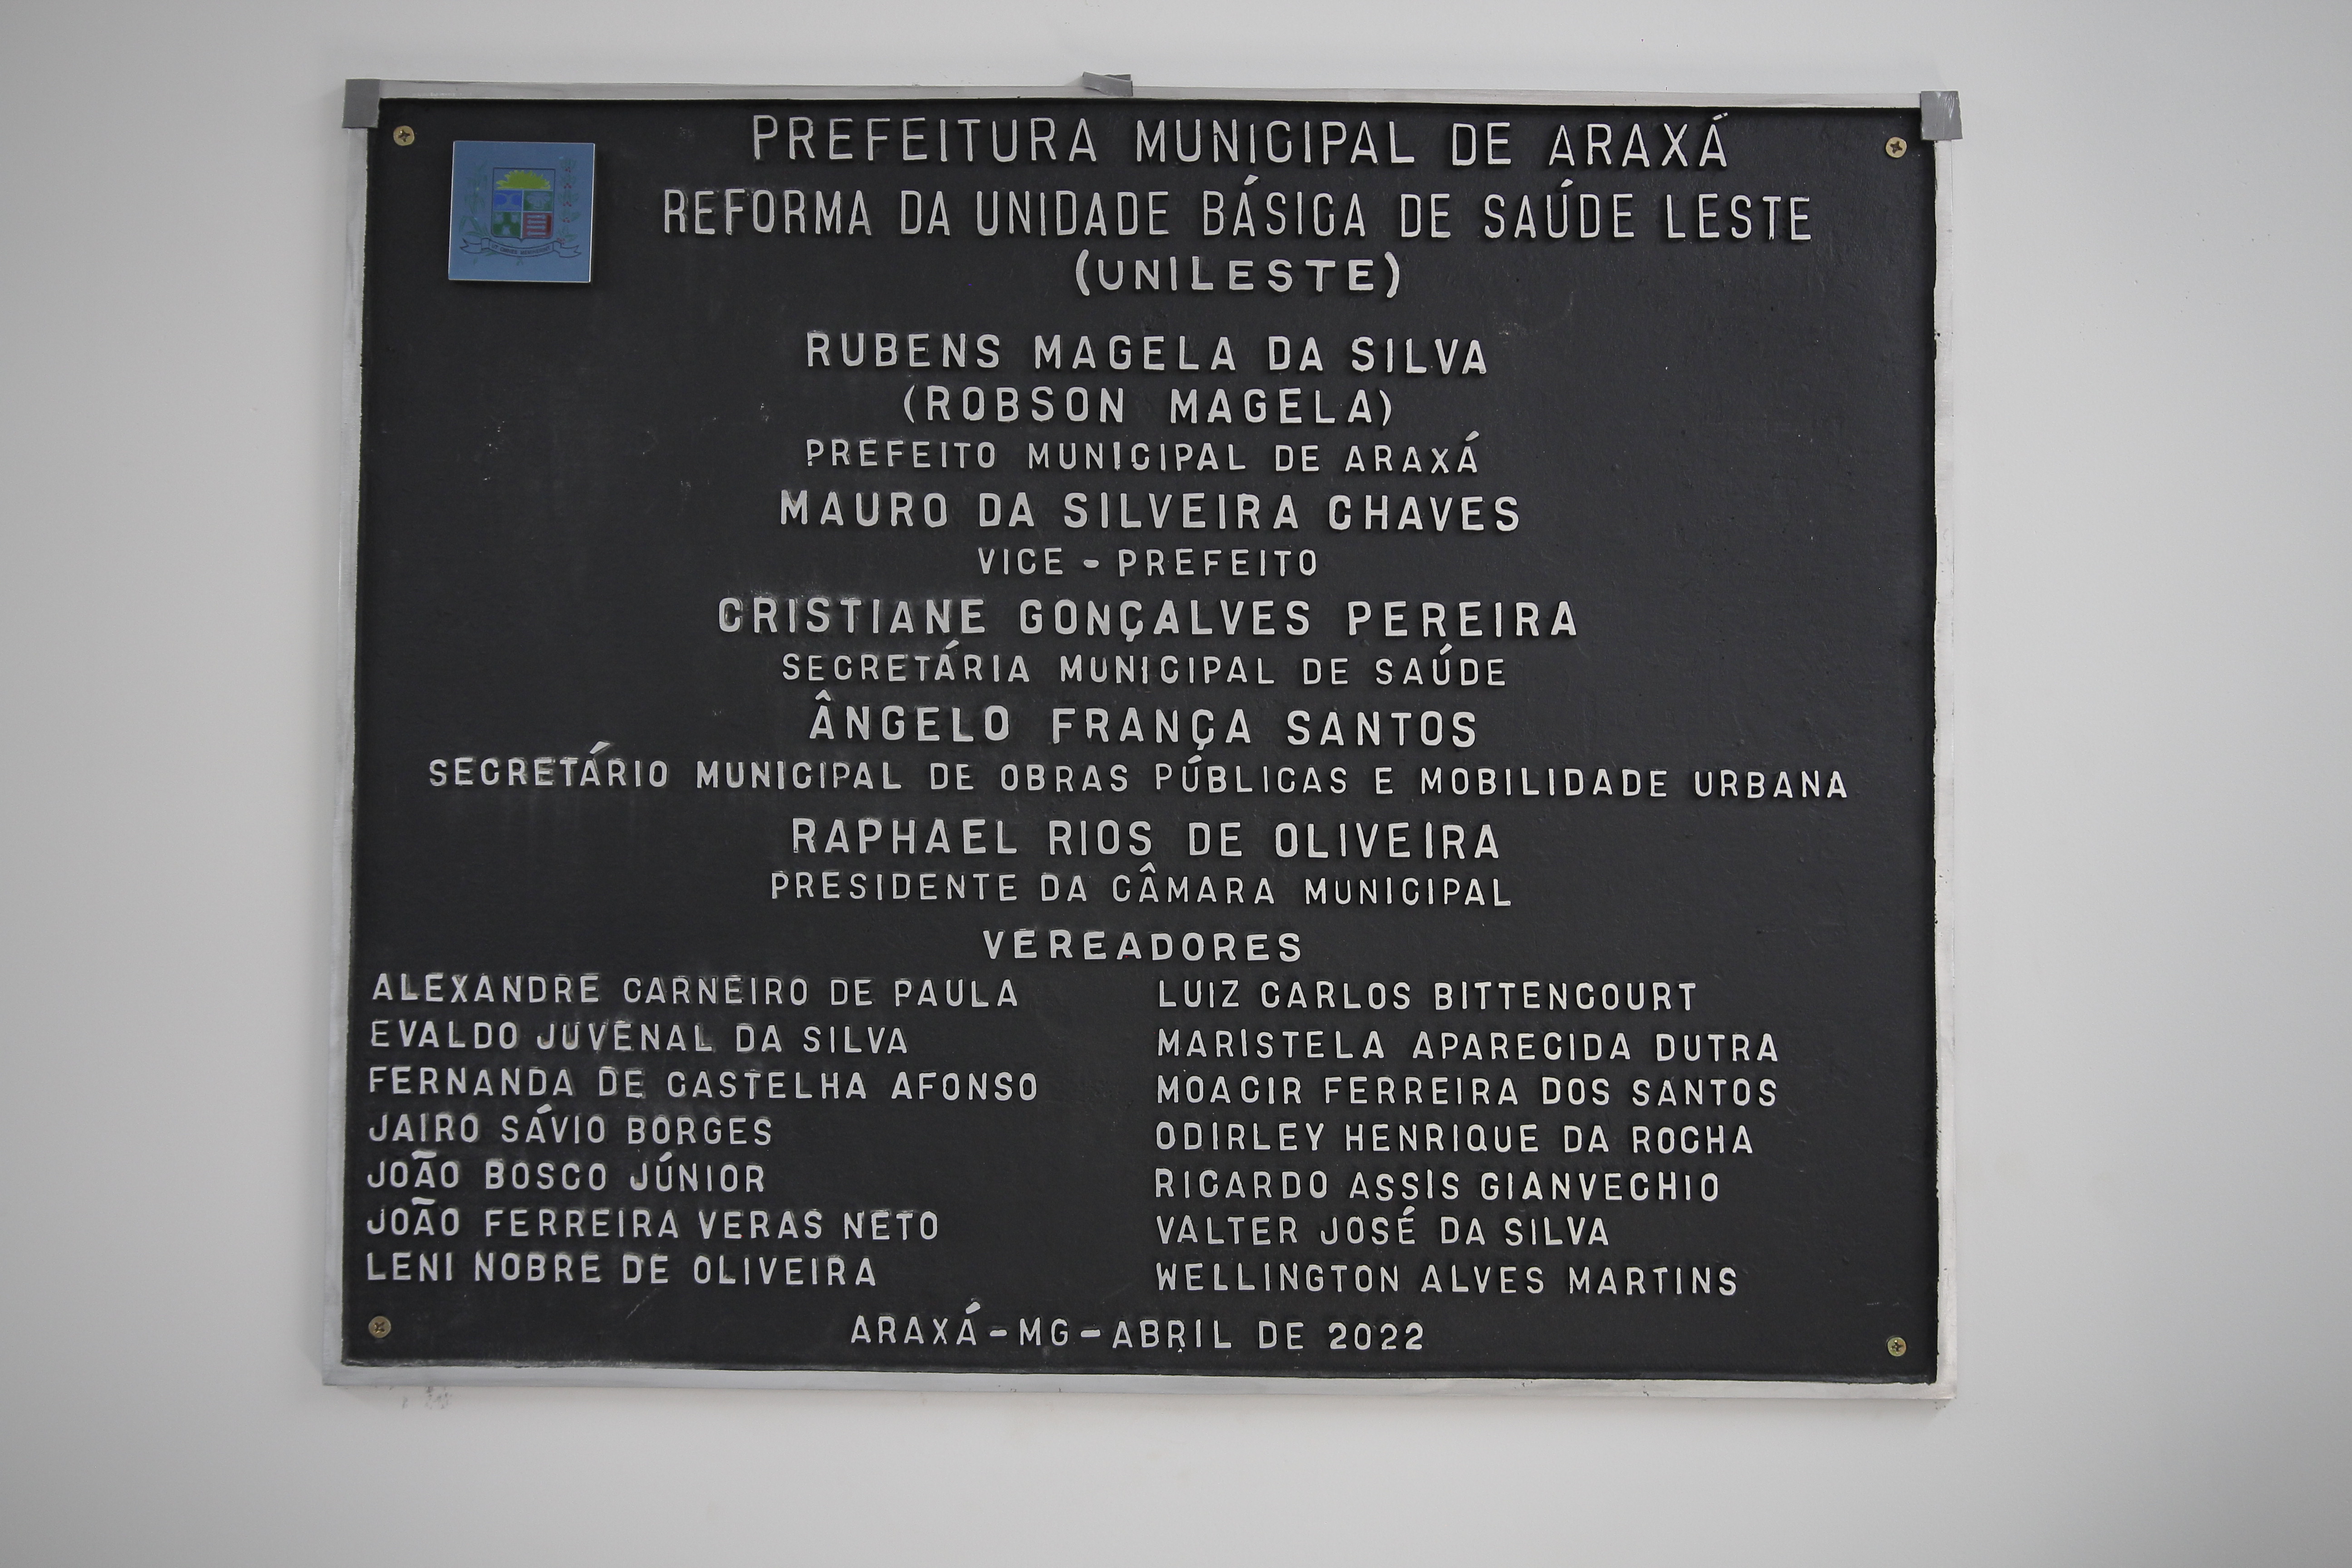 PREFEITURA MUNICIPAL DE ARAXÁ
REFORMA DA UNIDADE BÁSICA DE SAÚDE LESTE
(UNILESTE)
RUBENS MAGELA DA SILVA
(ROBSON MAGELA)
PREFEITO MUNICIPAL DE ARAXÁ
MAURO DA SILVEIRA CHAVES
VICE - PREFEITO
CRISTIANE GONÇALVES PEREIRA
SECRETÁRIA MUNICIPAL DE SAÚDE
ÂNGELO FRANÇA SANTOS
SECRETÁRIO MUNICIPAL DE OBRAS PÚBLICAS E MOBILIDADE URBANA
RAPHAEL RIOS DE OLIVEIRA
PRESIDENTE DA CÂMARA MUNICIPAL
VEREADORES
ALEXANDRE CARNEIRO DE PAULA
EVALDO JUVENAL DA SILVA
FERNANDA DE CASTELHA AFONSO
JAIRO SÁVIO BORGES
JOÃO BOSCO JÚNIOR
JOÃO FERREIRA VERAS NETO
LENI NOBRE DE OLIVEIRA
LUIZ CARLOS BITTENCOURT
MARISTELA APARECIDA DUTRA
MOACIR FERREIRA DOS SANTOS
ODIRLEY HENRIQUE DA ROCHA
RICARDO ASSIS GIANVECHIO
VALTER JOSÉ DA SILVA
WELLINGTON ALVES MARTINS
ARAXÁ - MG - ABRIL DE 2022